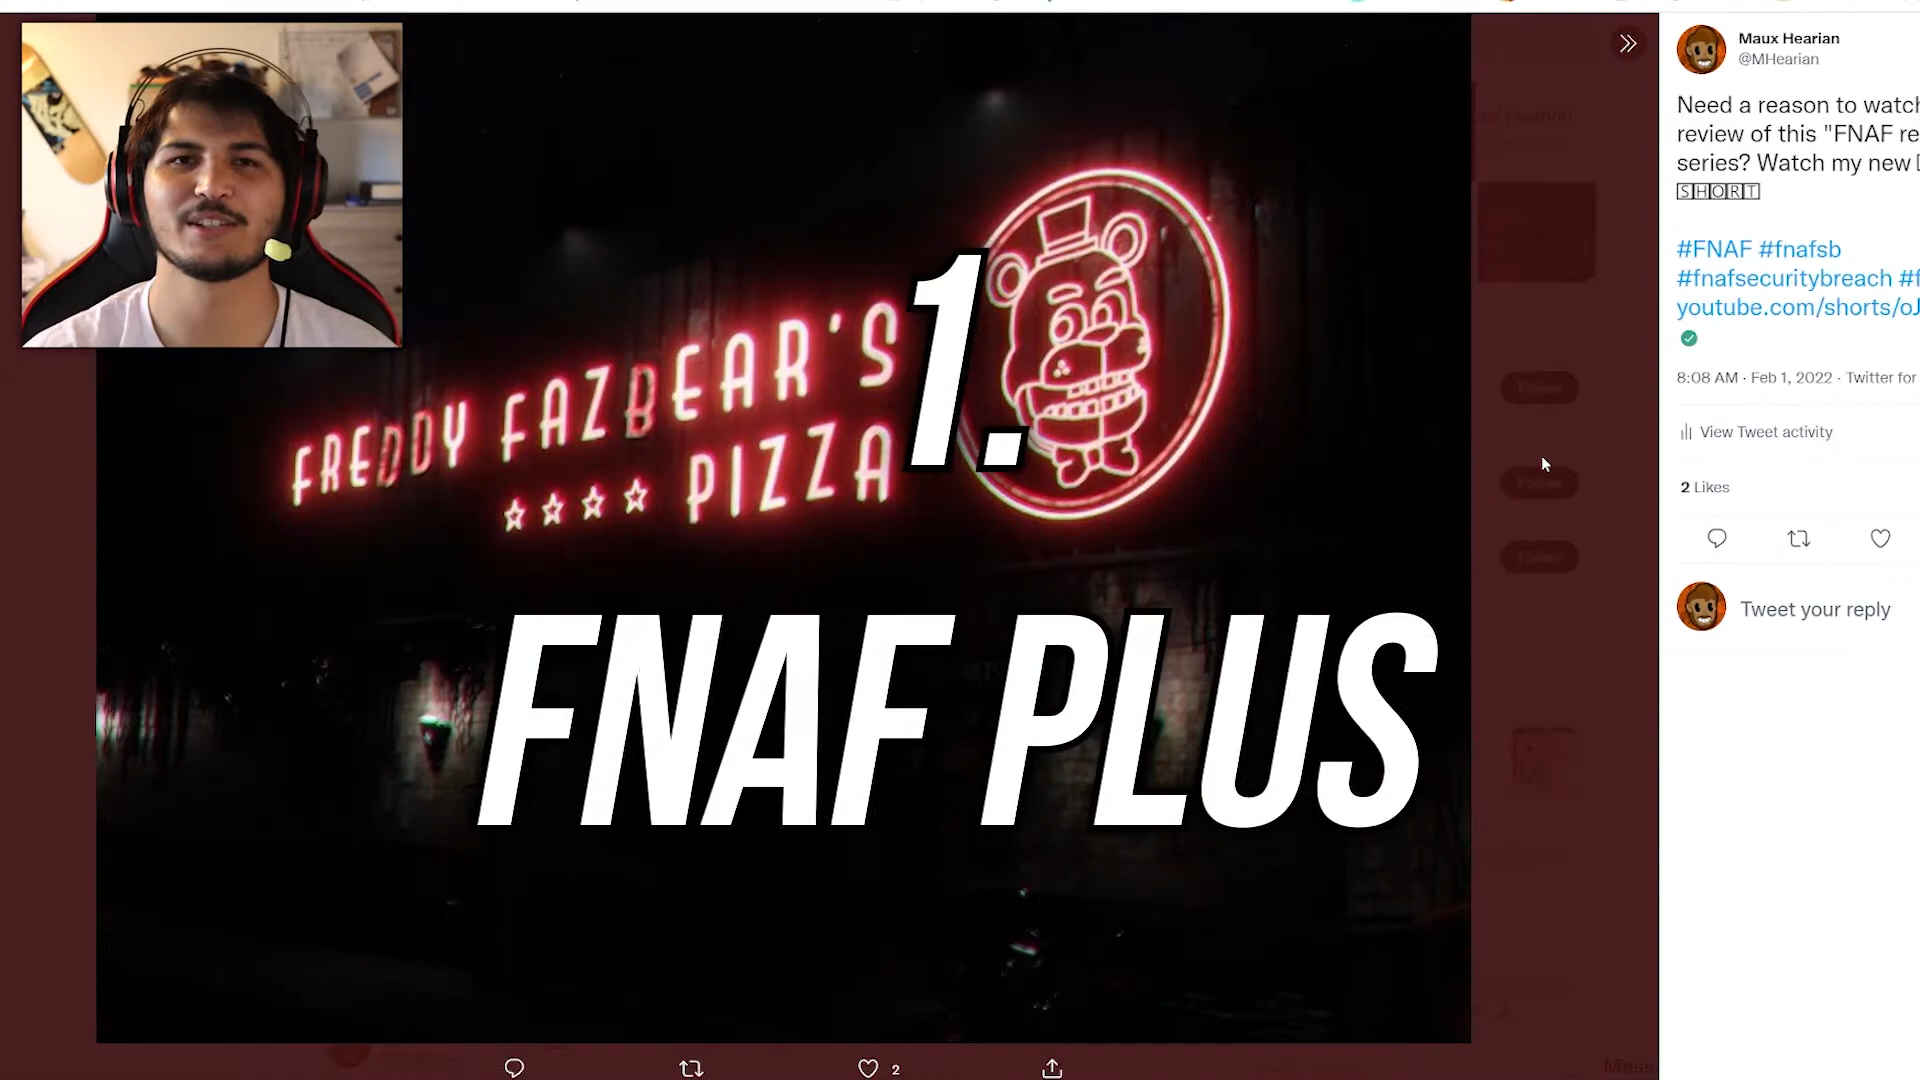 FREDDY FAZBEAR'S
PIZZA
1.
FNAF PLUS
2
Maux Hearian
@MHearian
Need a reason to watch
review of this "FNAF re
series? Watch my new
SHORT
#FNAF #fnafsb
#fnafsecuritybreach #f
youtube.com/shorts/oJ
8:08 AM · Feb 1, 2022 · Twitter for
View Tweet activity
2 Likes
Tweet your reply